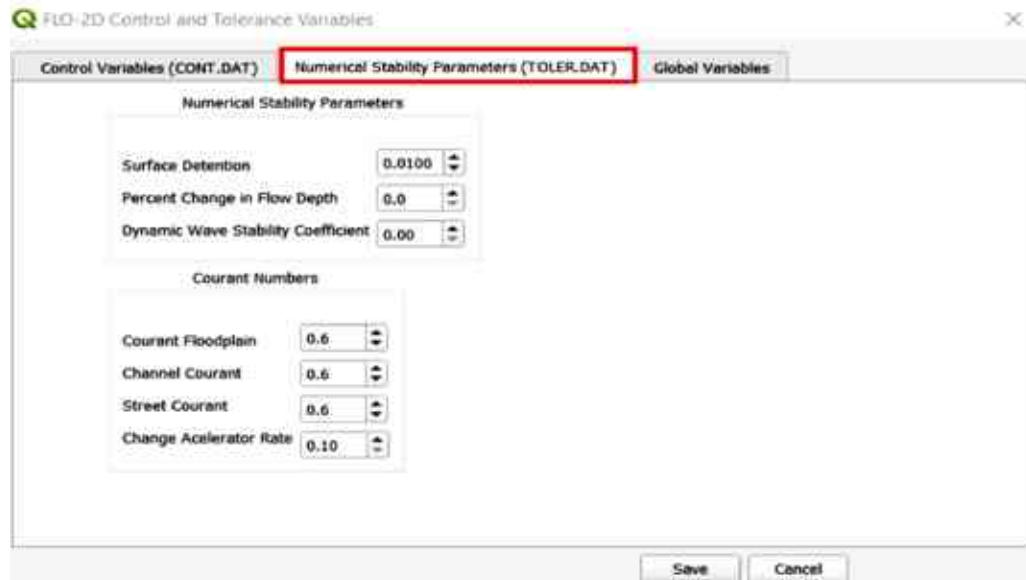 FLO-2D Control and Tolerance Variables
Control Variables (CONT.DAT) Numerical Stability Parameters (TOLER.DAT) Global Variables
Numerical Stability Parameters
Surface Detention 0.0100
Percent Change in Flow Depth 0.0
Dynamic Wave Stability Coefficient 0.00
Courant Numbers
Courant Floodplain 0.6
Channel Courant 0.6
Street Courant 0.6
Change Acelerator Rate 0.10
Save Cancel